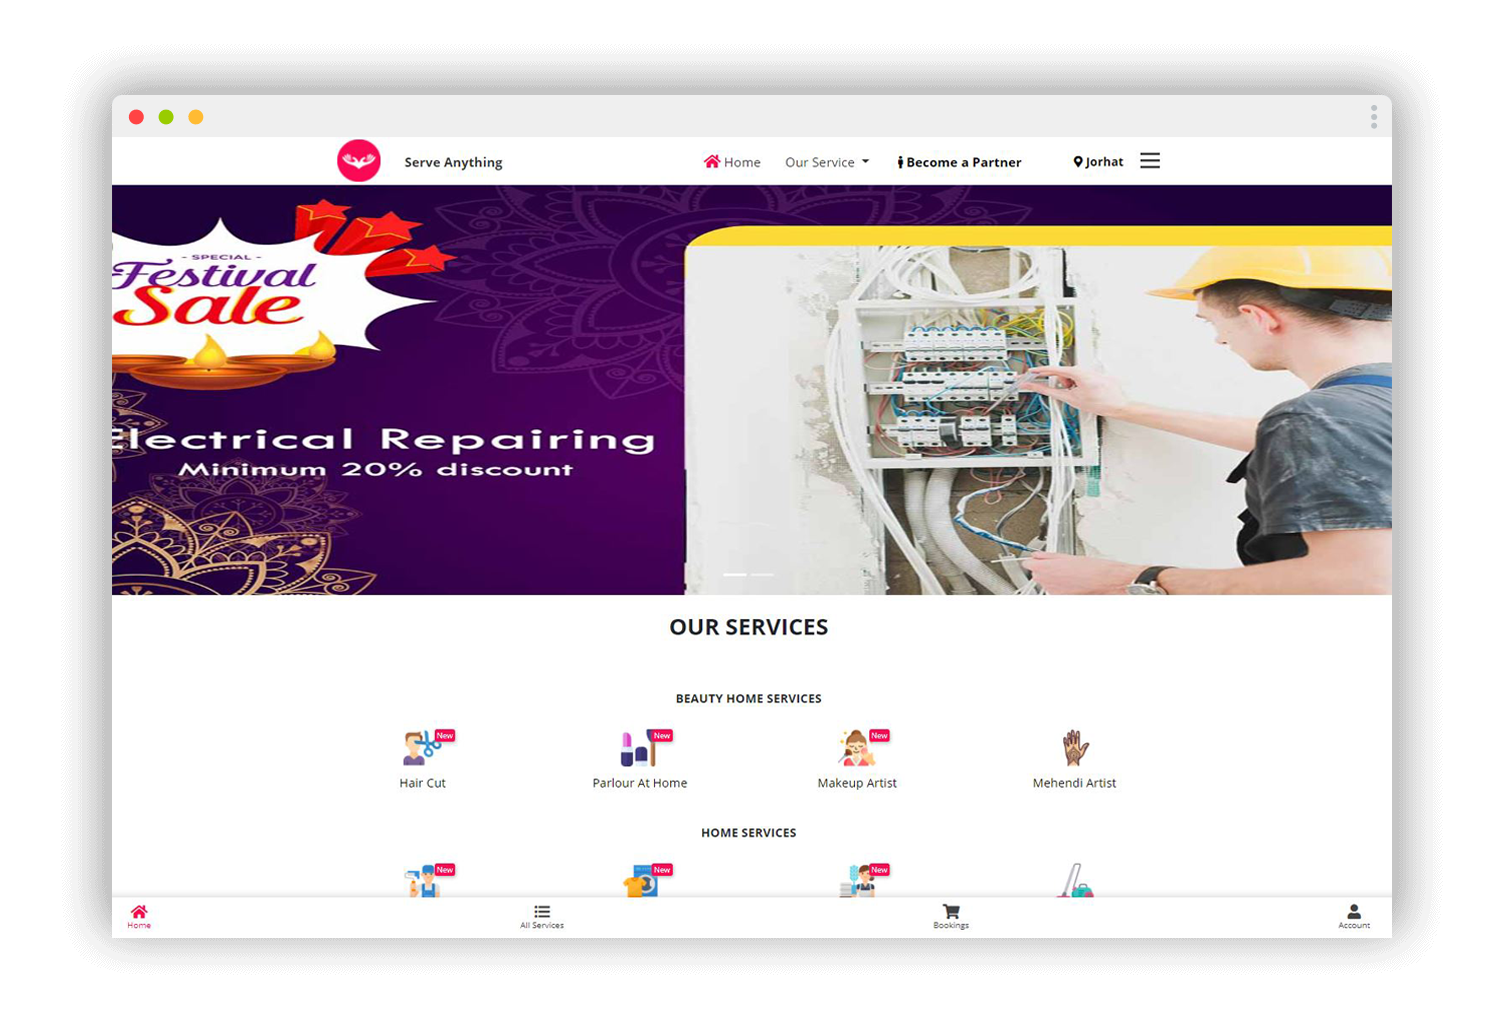 Serve Anything
Home
Our Service
Become a Partner
Jorhat
- SPECIAL -
Festival
Sale
Electrical Repairing
Minimum 20% discount
OUR SERVICES
BEAUTY HOME SERVICES
New
New
New
Hair Cut
Parlour At Home
Makeup Artist
Mehendi Artist
HOME SERVICES
New
New
New
Home
All Services
Bookings
Account